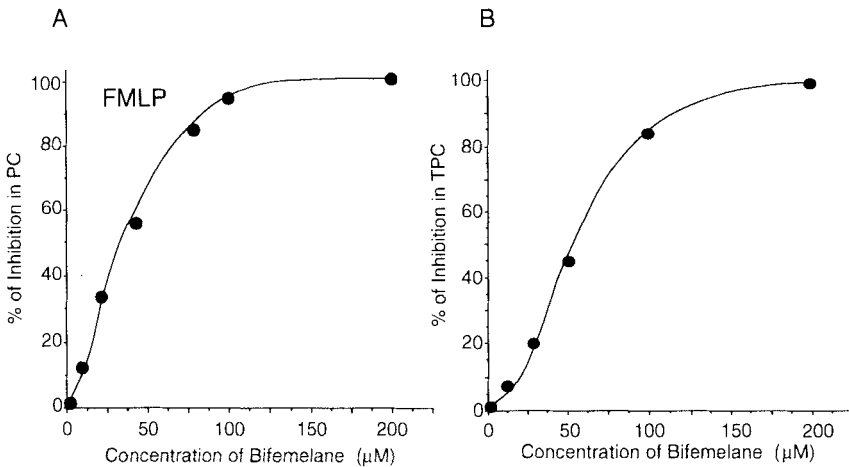 A
FMLP
% of Inhibition in PC
100
80
60
40
20
0
0 50 100 150 200
Concentration of Bifemelane (μM)
B
% of Inhibition in TPC
100
80
60
40
20
0
0 50 100 150 200
Concentration of Bifemelane (μM)